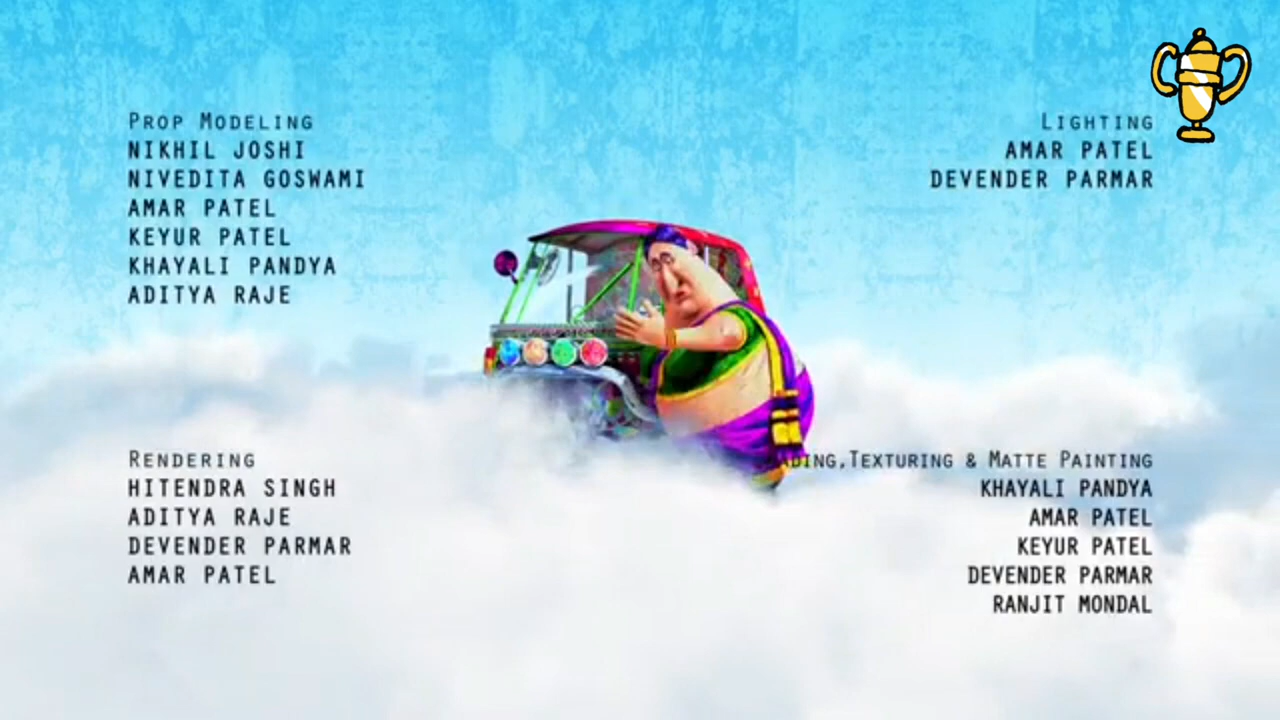 PROP MODELING
NIKHIL JOSHI
NIVEDITA GOSWAMI
AMAR PATEL
KEYUR PATEL
KHAYALI PANDYA
ADITYA RAJE
LIGHTING
AMAR PATEL
DEVENDER PARMAR
RENDERING
HITENDRA SINGH
ADITYA RAJE
DEVENDER PARMAR
AMAR PATEL
TEXTURING & MATTE PAINTING
KHAYALI PANDYA
AMAR PATEL
KEYUR PATEL
DEVENDER PARMAR
RANJIT MONDAL